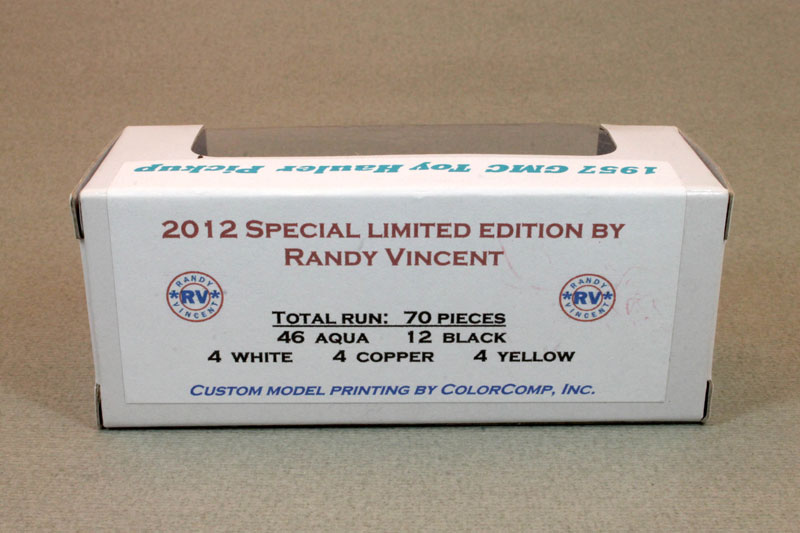 1957 GMC Toy Hauler Pickup
2012 SPECIAL LIMITED EDITION BY
RANDY VINCENT
RANDY
*RV*
VINCENT
RANDY
*RV*
VINCENT
TOTAL RUN: 70 PIECES
46 AQUA 12 BLACK
4 WHITE 4 COPPER 4 YELLOW
CUSTOM MODEL PRINTING BY COLORCOMP, INC.